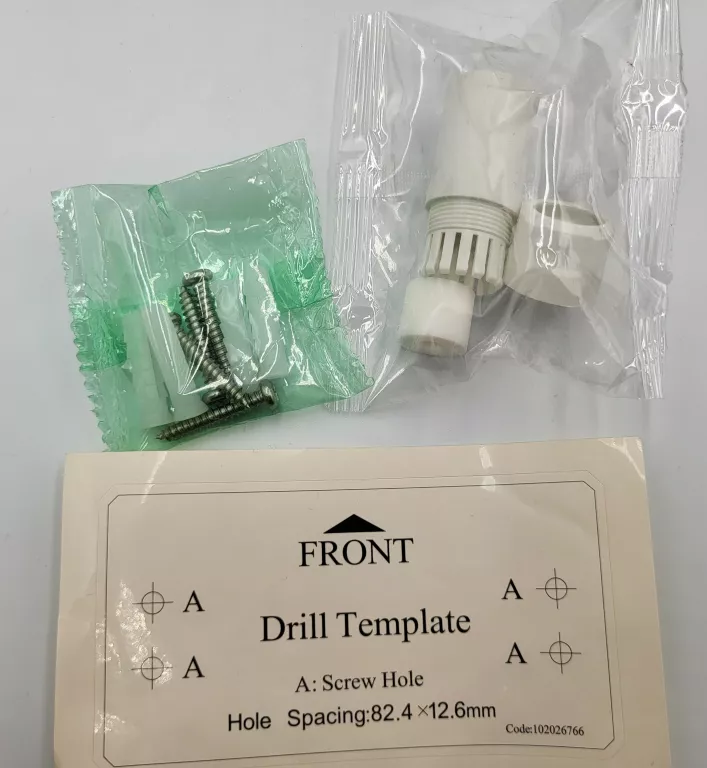 FRONT
A A
Drill Template
A A
A: Screw Hole
Hole Spacing:82.4×12.6mm
Code:102026766